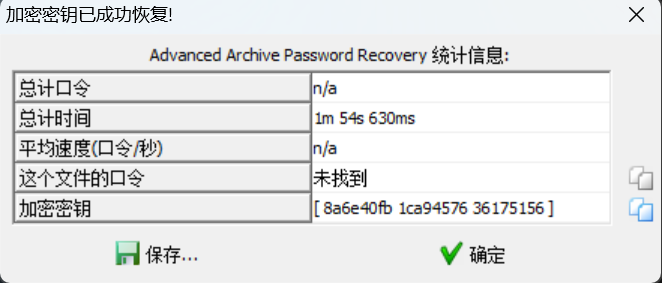 加密密钥已成功恢复!
Advanced Archive Password Recovery 统计信息:
总计口令 n/a
总计时间 1m 54s 630ms
平均速度(口令/秒) n/a
这个文件的口令 未找到
加密密钥 [ 8a6e40fb 1ca94576 36175156 ]
保存... 确定